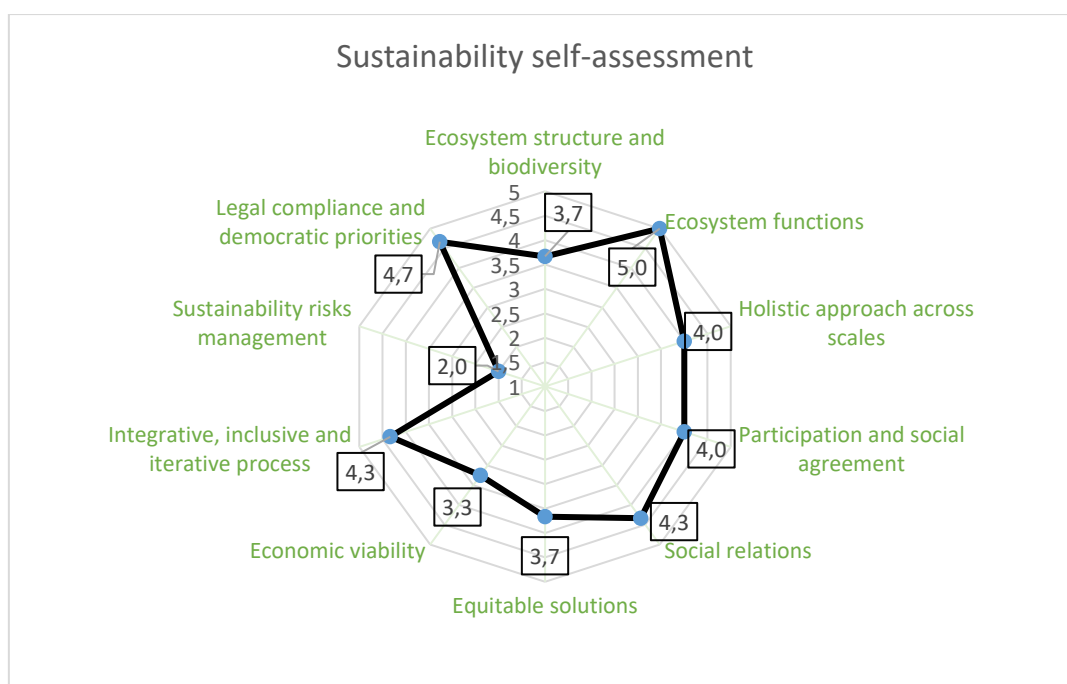 Sustainability self-assessment
Ecosystem structure and
biodiversity
Legal compliance and
democratic priorities
Ecosystem functions
Sustainability risks
management
Holistic approach across
scales
Integrative, inclusive and
iterative process
Participation and social
agreement
Economic viability
Social relations
Equitable solutions
5
4,5
4
3,5
3
2,5
2
1,5
1
3,7
5,0
4,0
4,0
4,3
3,7
3,3
4,3
2,0
4,7